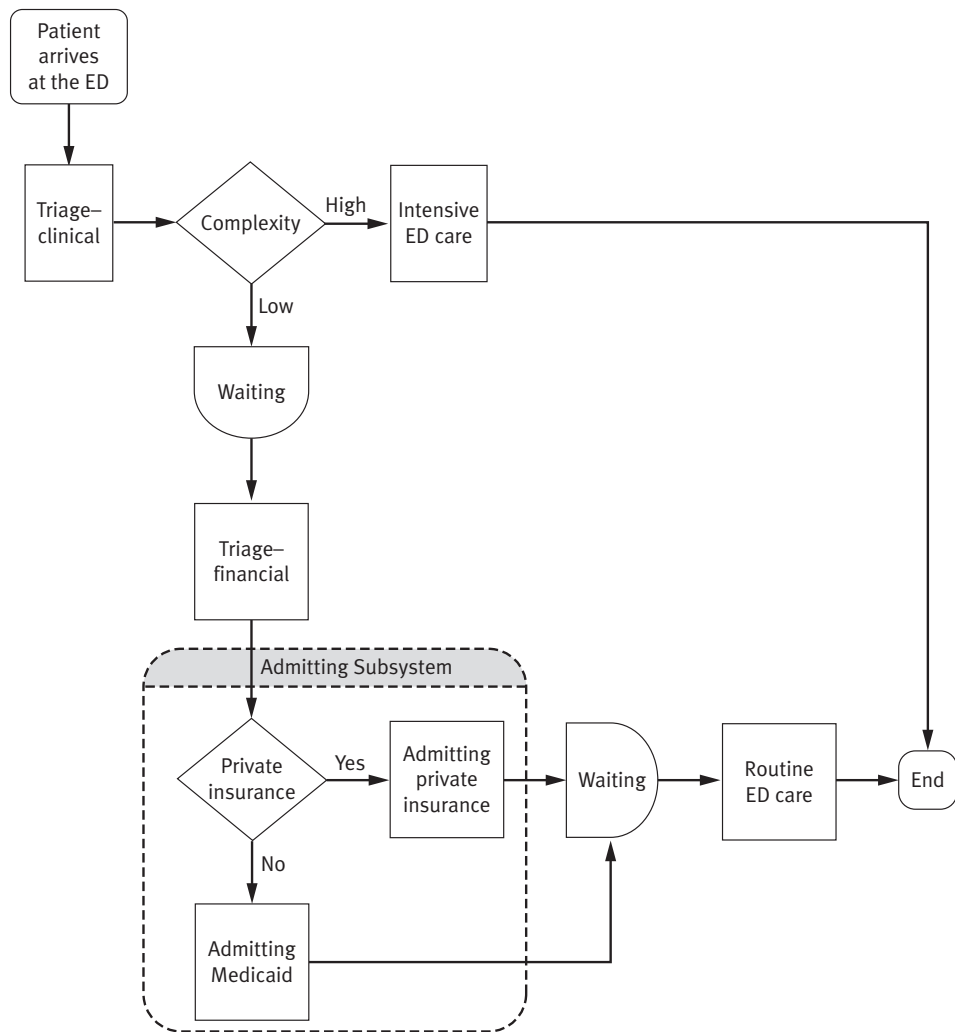 Patient
arrives
at the ED
Triage–
clinical
Complexity
High
Intensive
ED care
Low
Waiting
Triage–
financial
Admitting Subsystem
Private
insurance
Yes
Admitting
private
insurance
Waiting
Routine
ED care
End
No
Admitting
Medicaid